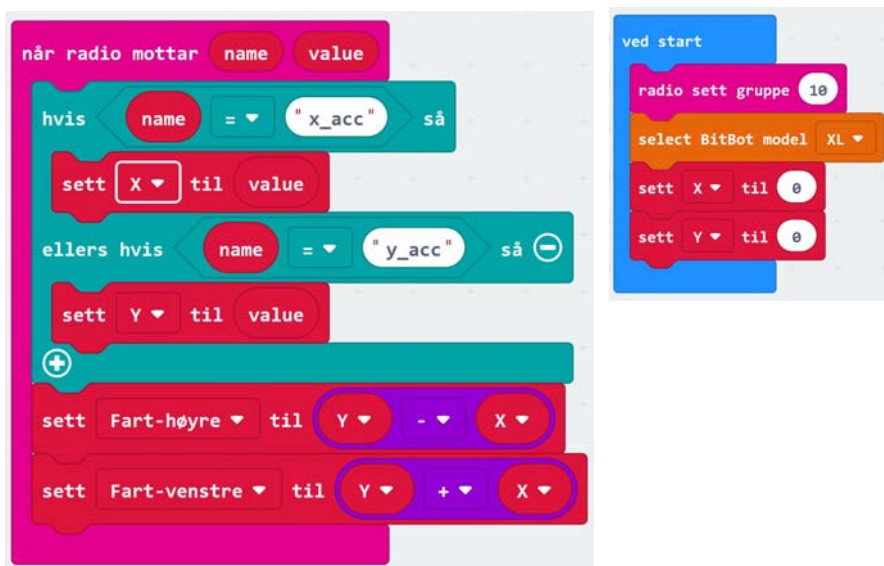 når radio mottar name value
hvis name = "x_acc" så
sett X til value
ellers hvis name = "y_acc" så
sett Y til value
sett Fart-høyre til Y - X
sett Fart-venstre til Y + X
ved start
radio sett gruppe 10
select BitBot model XL
sett X til 0
sett Y til 0